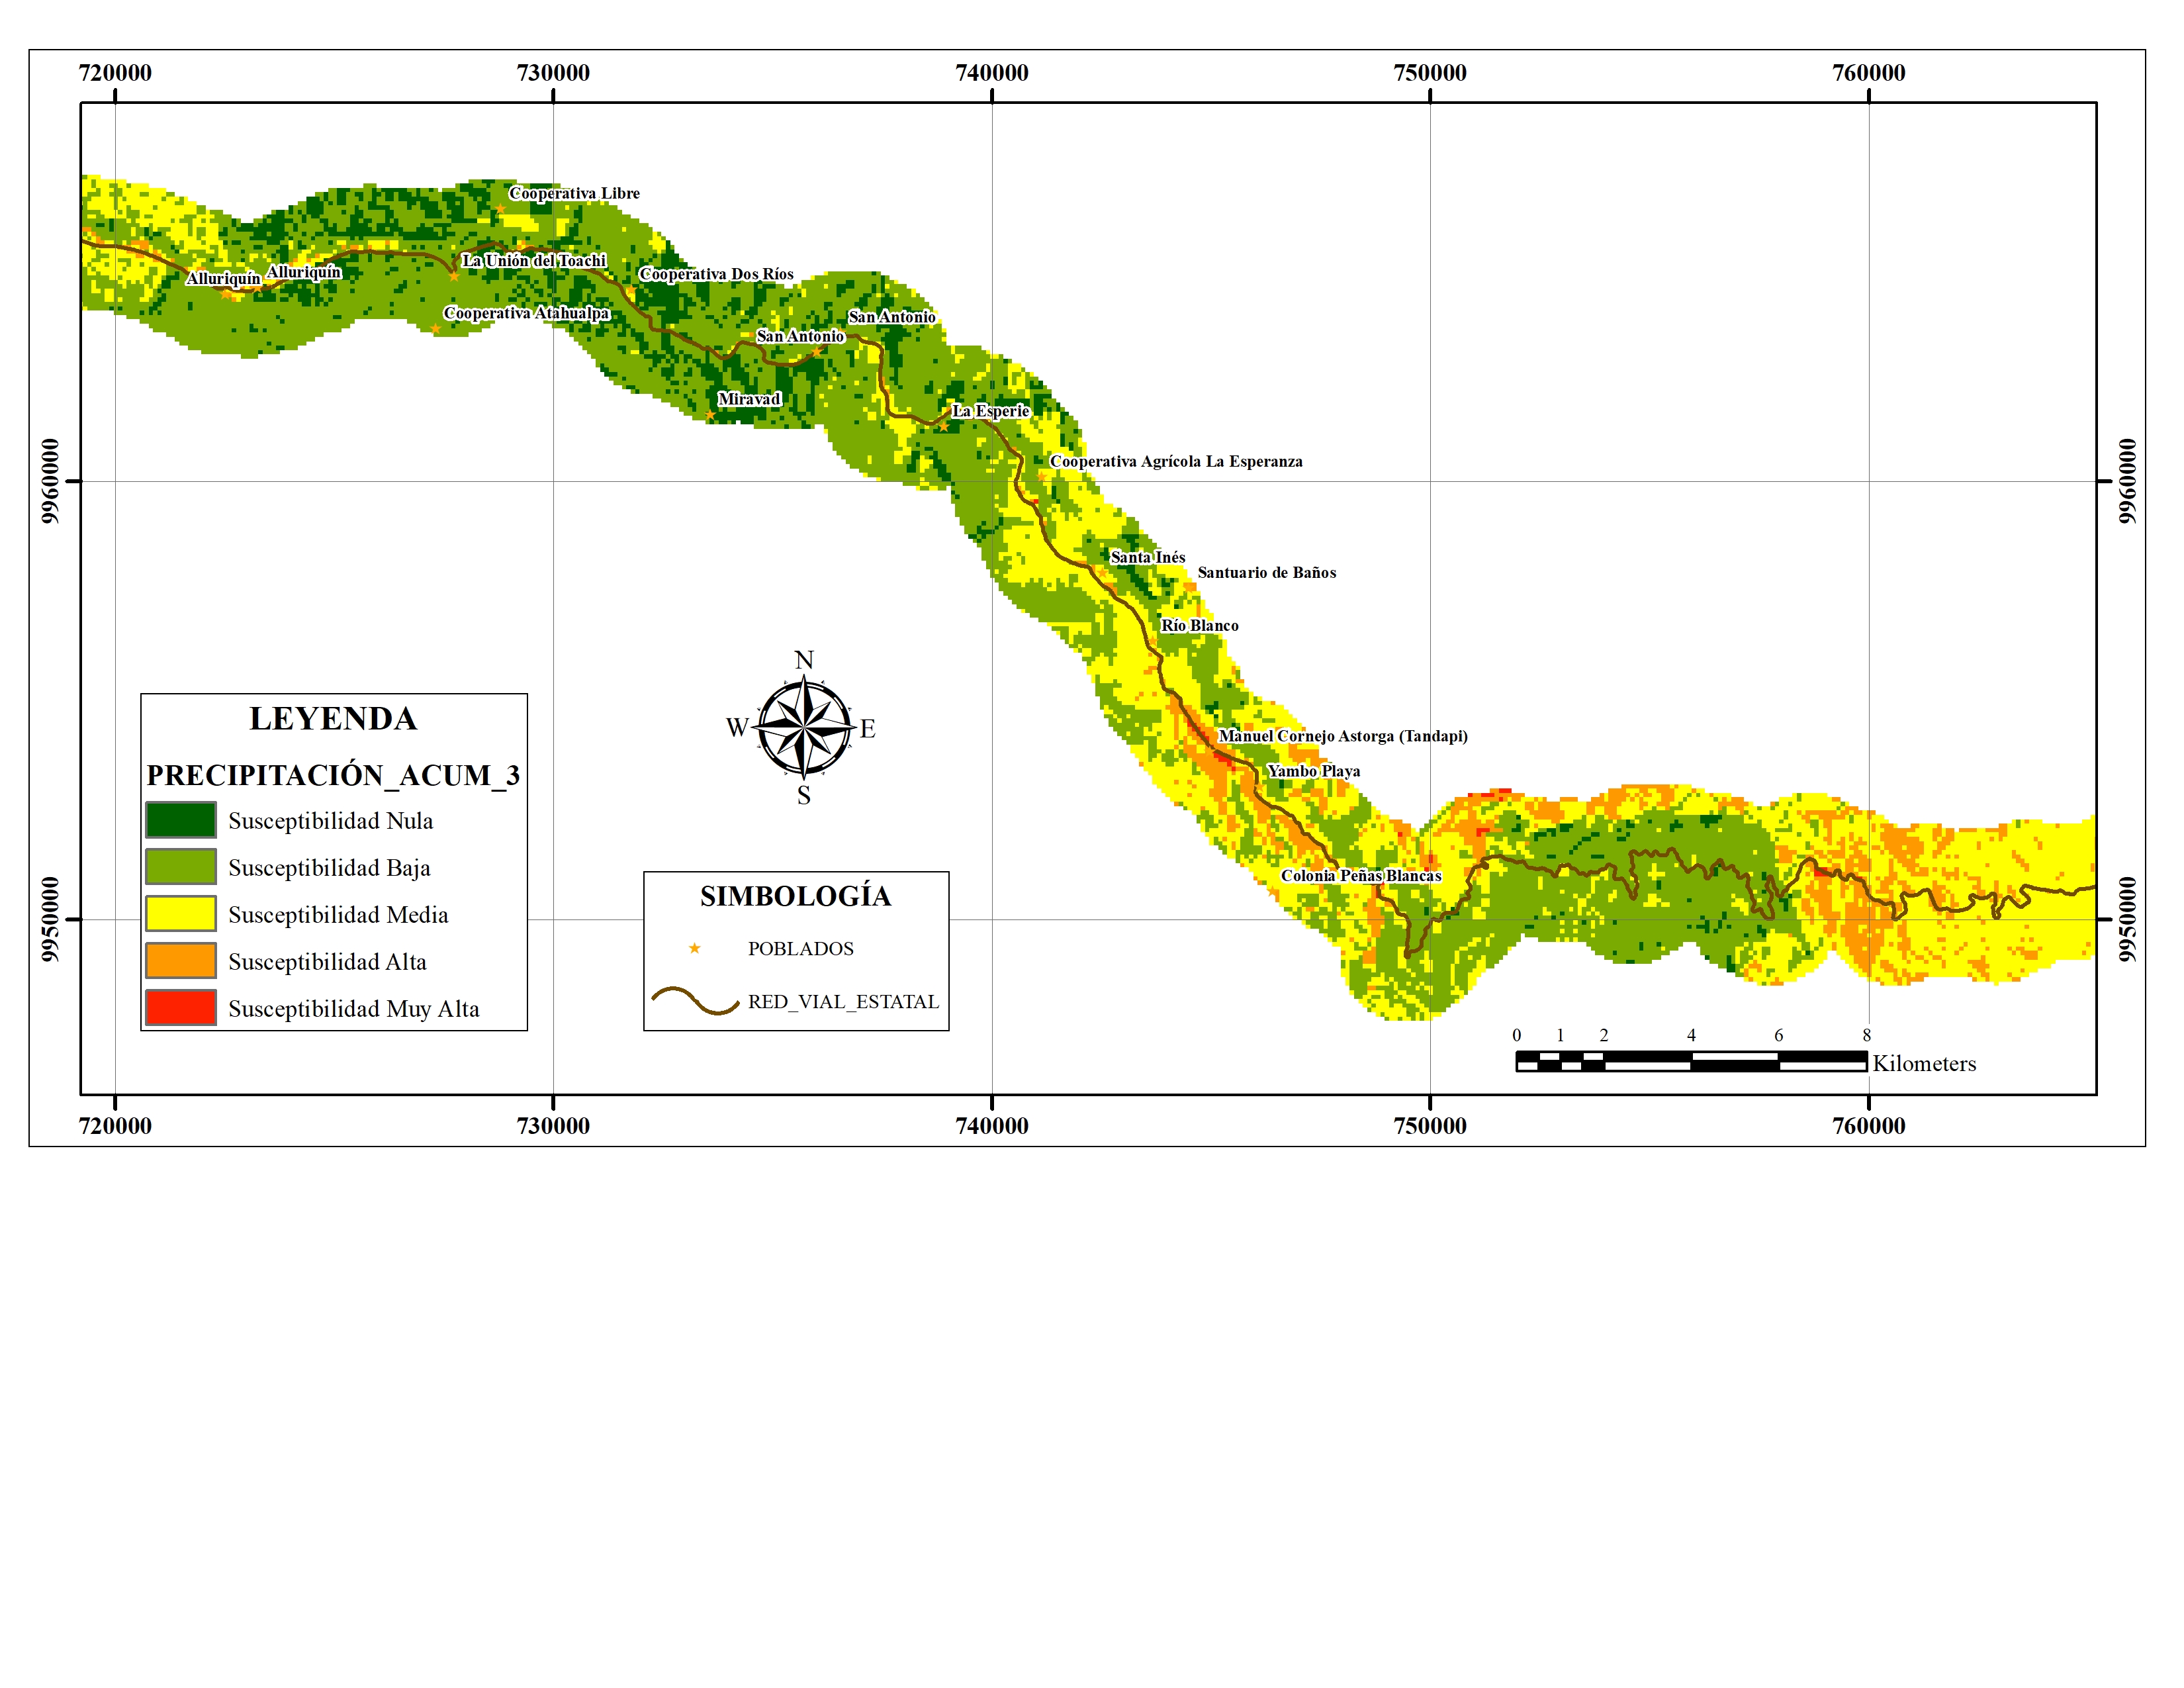 720000 730000 740000 750000 760000
Cooperativa Libre
La Unión del Toachi
Alluriquín
Alluriquín
Cooperativa Dos Ríos
Cooperativa Atahualpa
San Antonio
San Antonio
Miravad
La Esperie
Cooperativa Agrícola La Esperanza
9960000
9960000
Santa Inés
Santuario de Baños
Río Blanco
N
W
E
S
Manuel Cornejo Astorga (Tandapi)
Yambo Playa
Colonia Peñas Blancas
9950000
9950000
LEYENDA
PRECIPITACIÓN_ACUM_3
Susceptibilidad Nula
Susceptibilidad Baja
Susceptibilidad Media
Susceptibilidad Alta
Susceptibilidad Muy Alta
SIMBOLOGÍA
POBLADOS
RED_VIAL_ESTATAL
0 1 2 4 6 8
Kilometers
720000 730000 740000 750000 760000